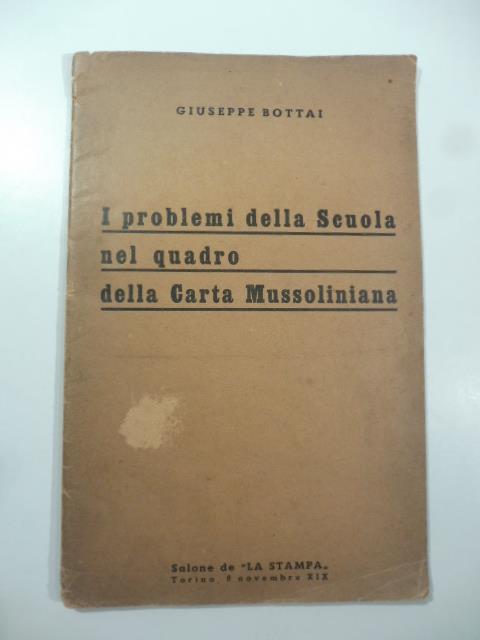 GIUSEPPE BOTTAI
I problemi della Scuola
nel quadro
della Carta Mussoliniana
Salone de "LA STAMPA„
Torino, 8 novembre XIX